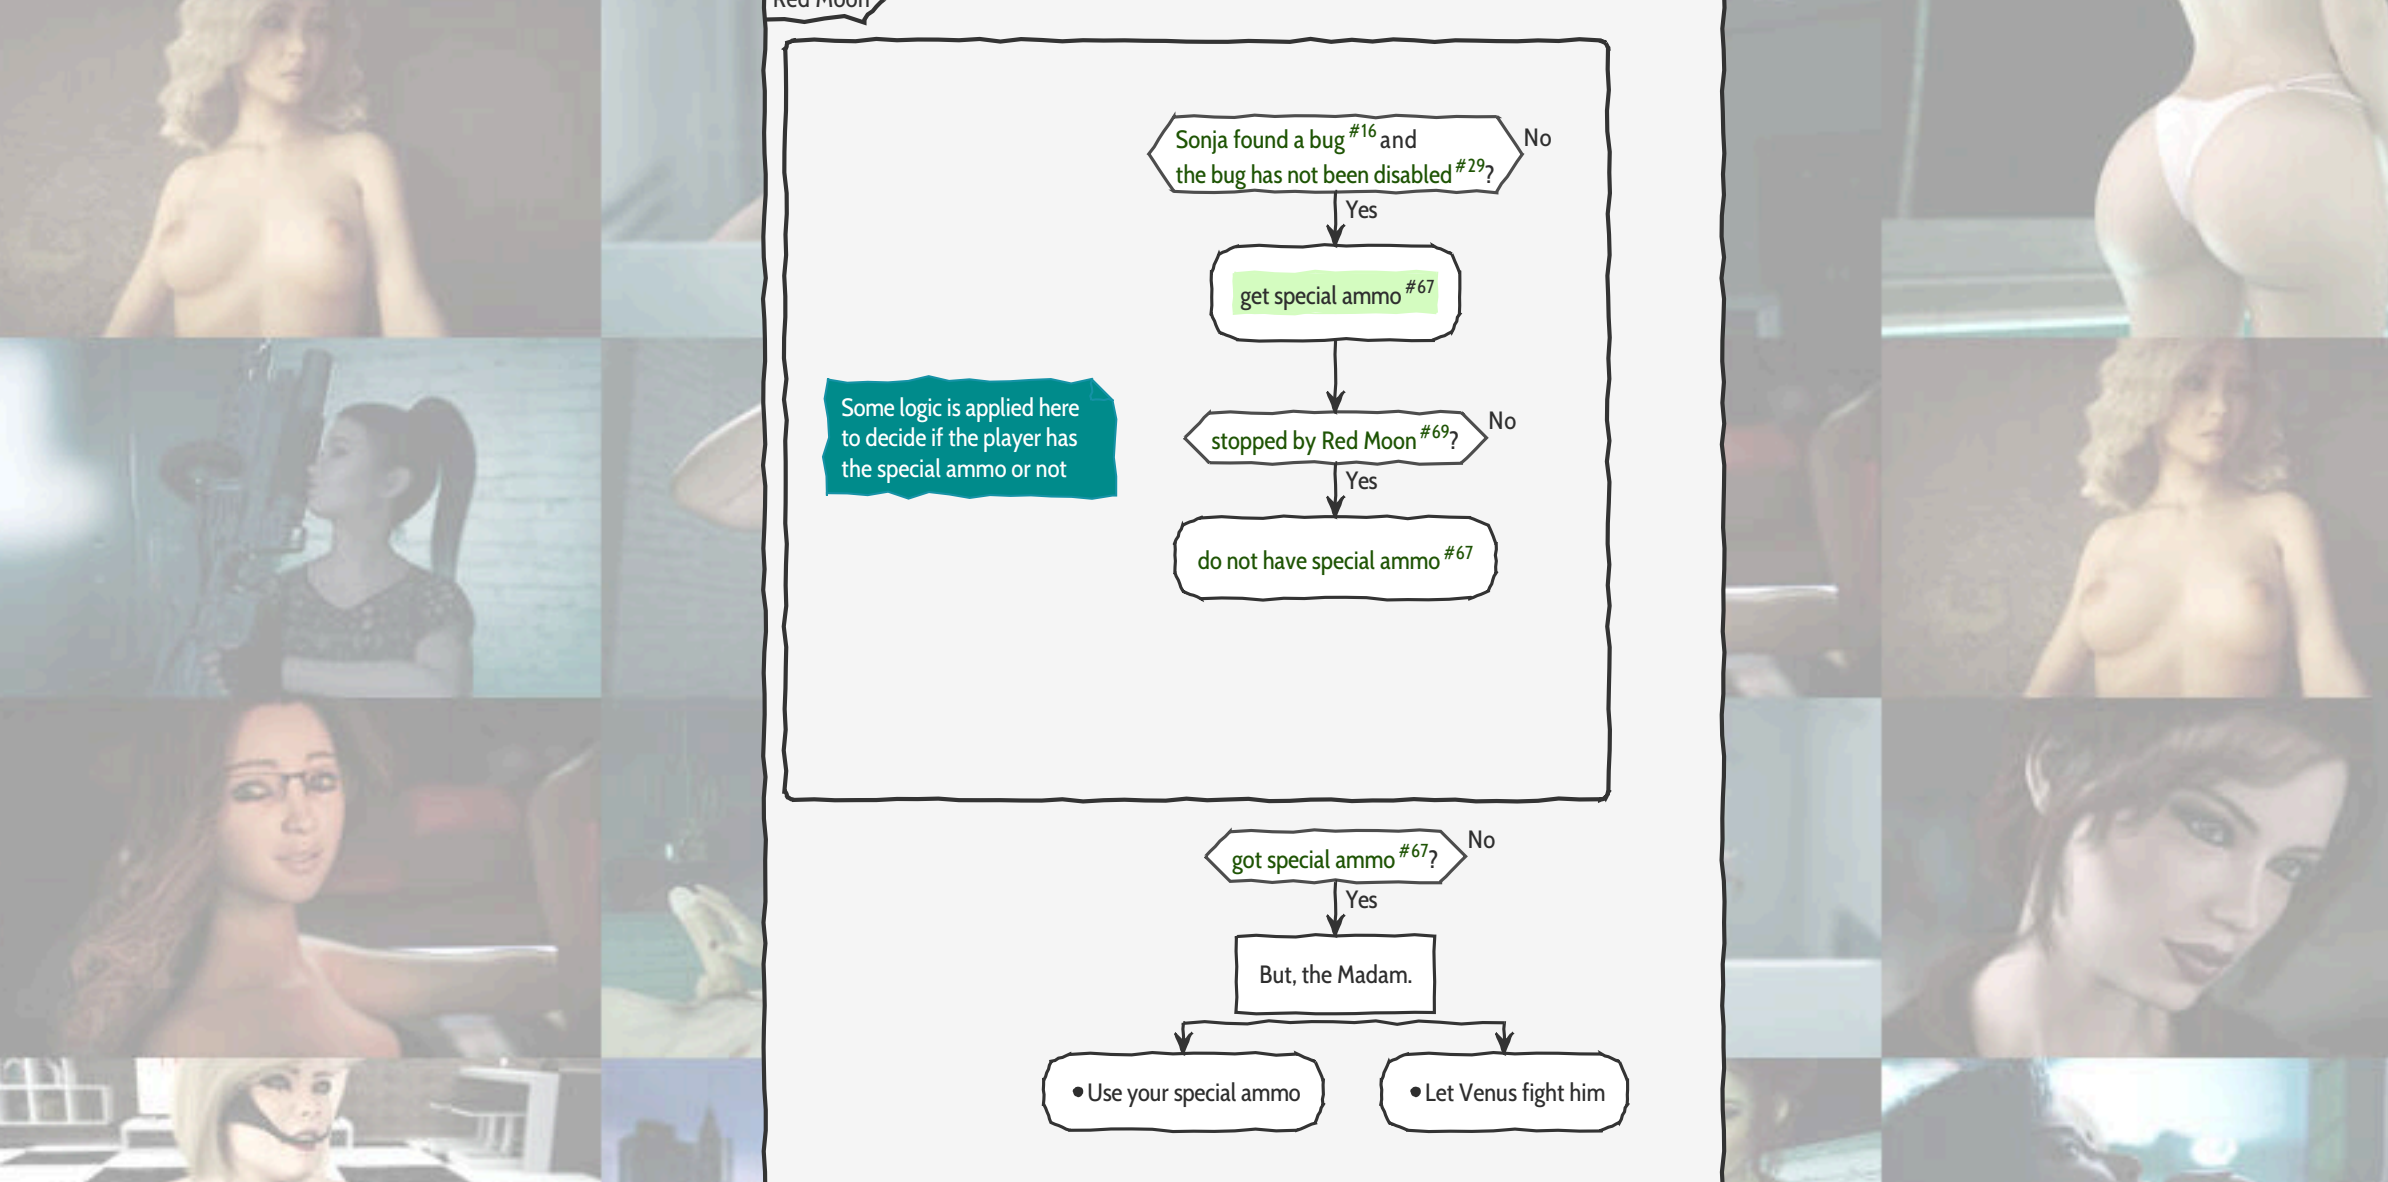 Red Moon
Sonja found a bug #16 and
the bug has not been disabled #29?
No
Yes
get special ammo #67
Some logic is applied here
to decide if the player has
the special ammo or not
stopped by Red Moon #69?
No
Yes
do not have special ammo #67
got special ammo #67?
No
Yes
But, the Madam.
• Use your special ammo
• Let Venus fight him